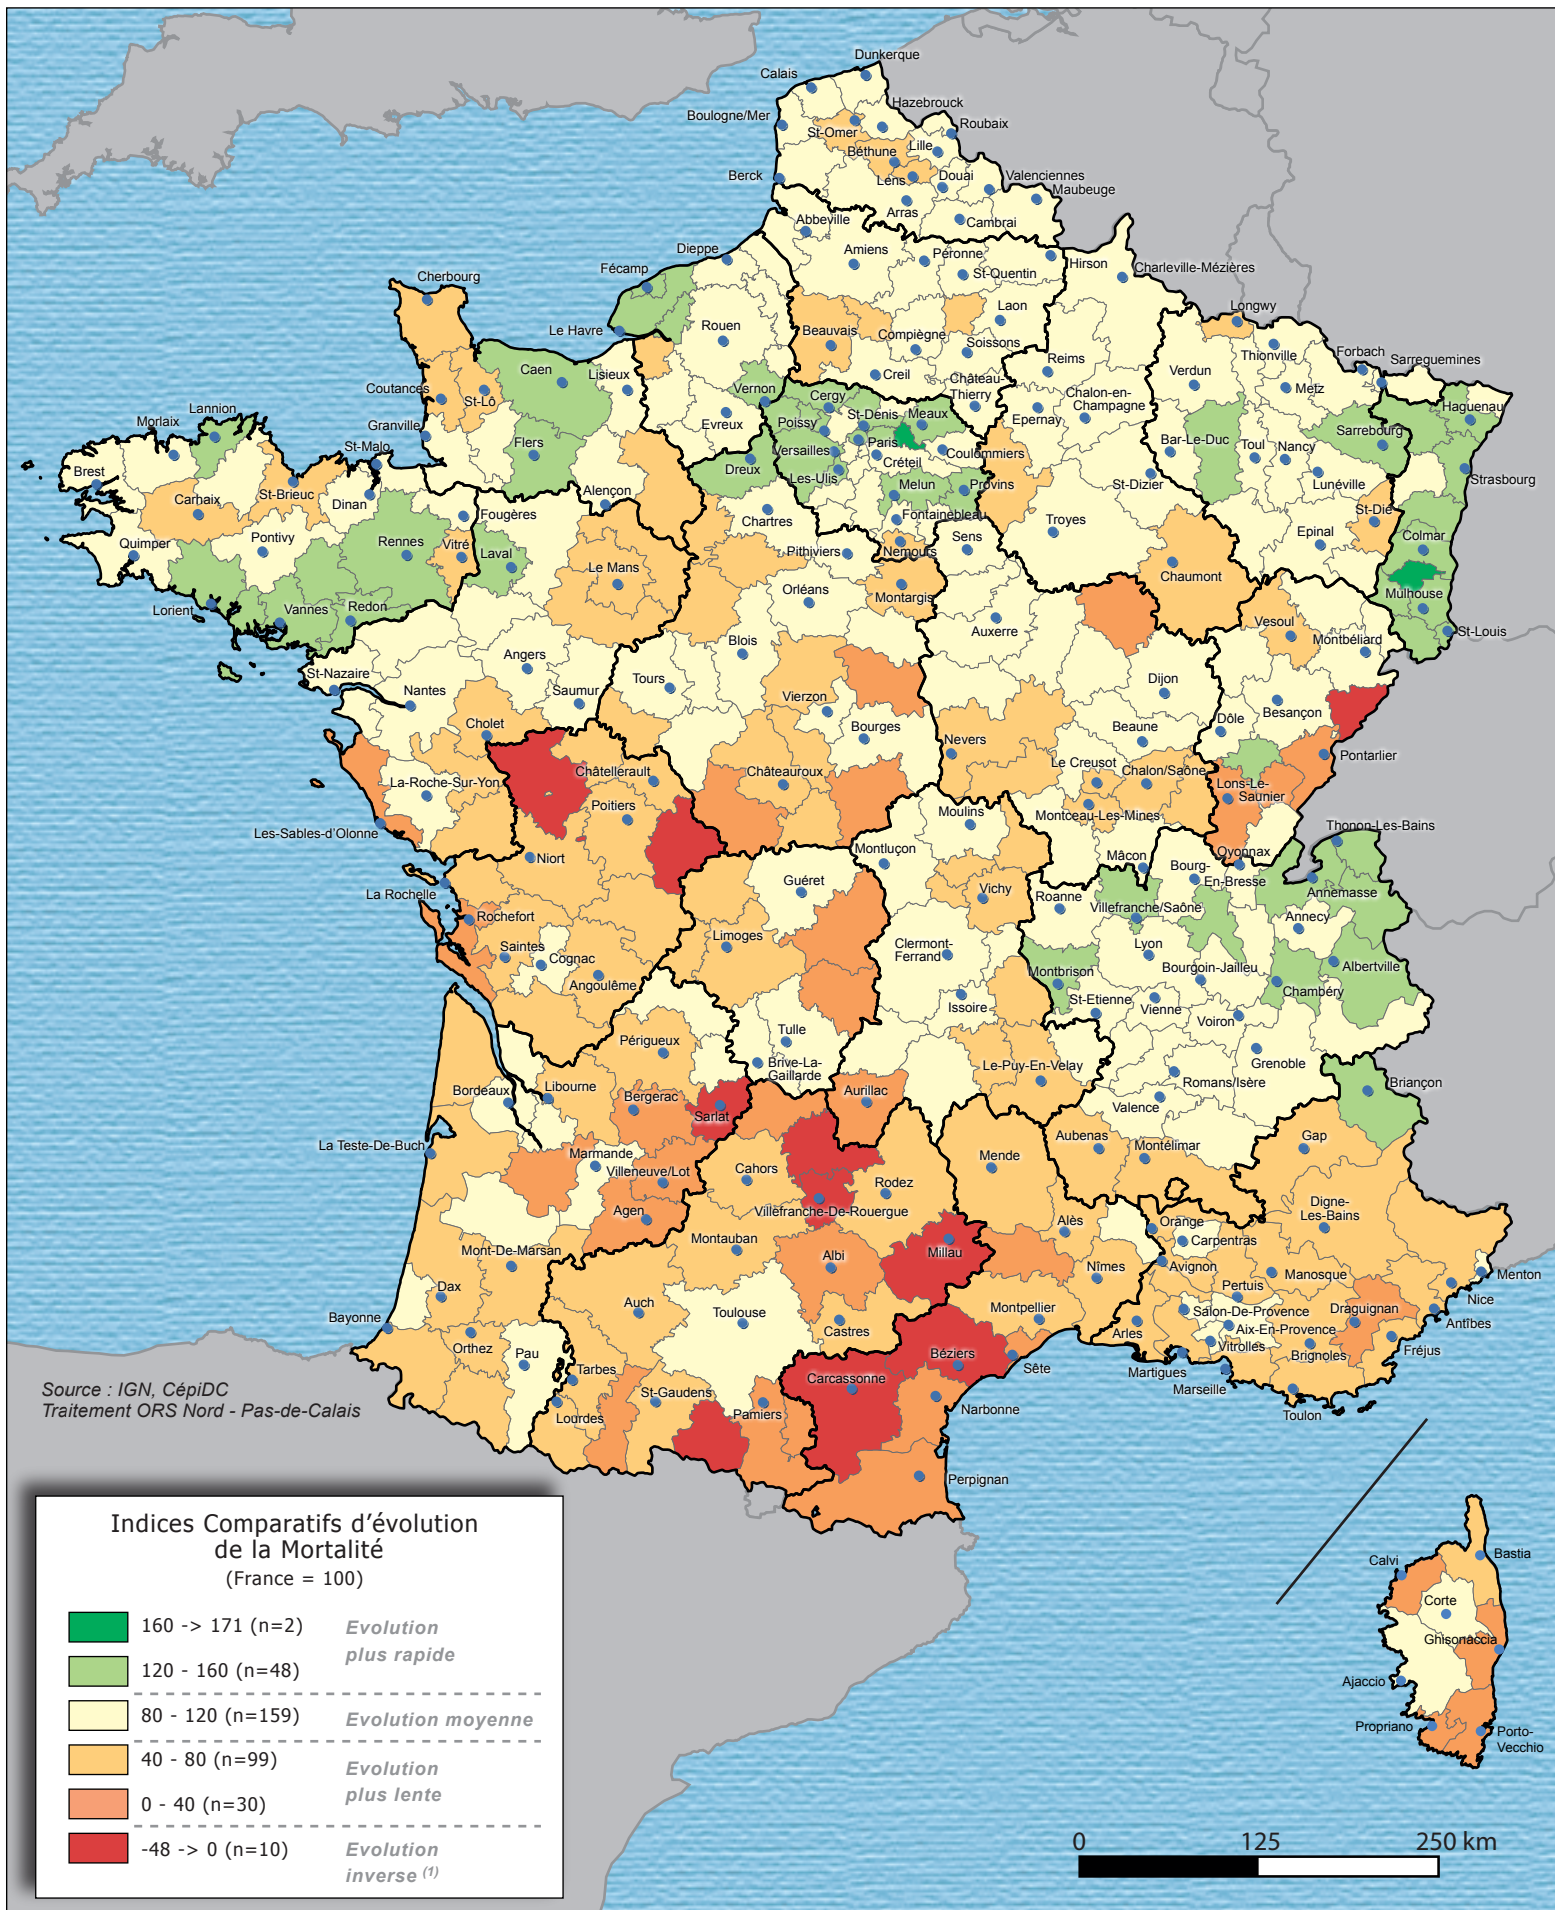 Dunkerque
Calais
Hazebrouck
Boulogne/Mer
Roubaix
St-Omer
Lille
Béthune
Berck
Lens
Douai
Valenciennes
Maubeuge
Arras
Cambrai
Abbeville
Dieppe
Amiens
Péronne
Hirson
Fécamp
St-Quentin
Charleville-Mézières
Cherbourg
Laon
Longwy
Le Havre
Rouen
Beauvais
Compiègne
Soissons
Thionville
Forbach
Sarreguemines
Reims
Verdun
Caen
Lisieux
Creil
Château-
Thierry
Metz
Coutances
St-Lô
Vernon
Cergy
Chalon-en-
Champagne
Haguenau
Lannion
Morlaix
Granville
Evreux
Poissy
St-Denis
Meaux
Epernay
Sarrebourg
St-Malo
Flers
Versailles
Paris
Coulommiers
Bar-Le-Duc
Toul
Nancy
Brest
Dreux
Créteil
Les-Ulis
Melun
Provins
St-Dizier
Lunéville
Strasbourg
Carhaix
St-Brieuc
Dinan
Alençon
Fougères
Chartres
Fontainebleau
Troyes
St-Dié
Quimper
Pontivy
Rennes
Vitré
Laval
Pithiviers
Nemours
Sens
Epinal
Colmar
Le Mans
Orléans
Montargis
Chaumont
Mulhouse
Lorient
Vannes
Redon
Auxerre
Vesoul
Montbéliard
St-Louis
Angers
Blois
St-Nazaire
Nantes
Saumur
Tours
Vierzon
Dijon
Besançon
Cholet
Bourges
Beaune
Dôle
Nevers
Pontarlier
La-Roche-Sur-Yon
Châtellerault
Châteauroux
Le Creusot
Chalon/Saône
Lons-Le-
Saunier
Poitiers
Moulins
Montceau-Les-Mines
Les-Sables-d'Olonne
Niort
Montluçon
Mâcon
Bourg-
En-Bresse
Oyonnax
Thonon-Les-Bains
La Rochelle
Guéret
Vichy
Roanne
Villefranche/Saône
Annemasse
Rochefort
Annecy
Saintes
Cognac
Limoges
Clermont-
Ferrand
Lyon
Angoulême
Montbrison
Bourgoin-Jailleu
Albertville
Issoire
St-Etienne
Vienne
Chambéry
Voiron
Périgueux
Tulle
Brive-La-
Gaillarde
Le-Puy-En-Velay
Grenoble
Romans/Isère
Bordeaux
Libourne
Bergerac
Sarlat
Aurillac
Valence
Briançon
La Teste-De-Buch
Marmande
Villeneuve/Lot
Cahors
Rodez
Mende
Aubenas
Montélimar
Gap
Agen
Villefranche-De-Rouergue
Digne-
Les-Bains
Mont-De-Marsan
Montauban
Albi
Millau
Alès
Orange
Carpentras
Dax
Nîmes
Avignon
Manosque
Menton
Pertuis
Nice
Bayonne
Auch
Toulouse
Castres
Montpellier
Arles
Salon-De-Provence
Draguignan
Antîbes
Aix-En-Provence
Orthez
Pau
Béziers
Vitrolles
Brignoles
Fréjus
Tarbes
Carcassonne
Sête
Martigues
Marseille
Lourdes
St-Gaudens
Pamiers
Narbonne
Toulon
Perpignan
Source : IGN, CépiDC
Traitement ORS Nord - Pas-de-Calais
Calvi
Bastia
Corte
Ghisonaccia
Ajaccio
Propriano
Porto-
Vecchio
Indices Comparatifs d'évolution
de la Mortalité
(France = 100)
160 -> 171 (n=2)
Evolution
plus rapide
120 - 160 (n=48)
80 - 120 (n=159)
Evolution moyenne
40 - 80 (n=99)
Evolution
plus lente
0 - 40 (n=30)
-48 -> 0 (n=10)
Evolution
inverse (1)
0 125 250 km